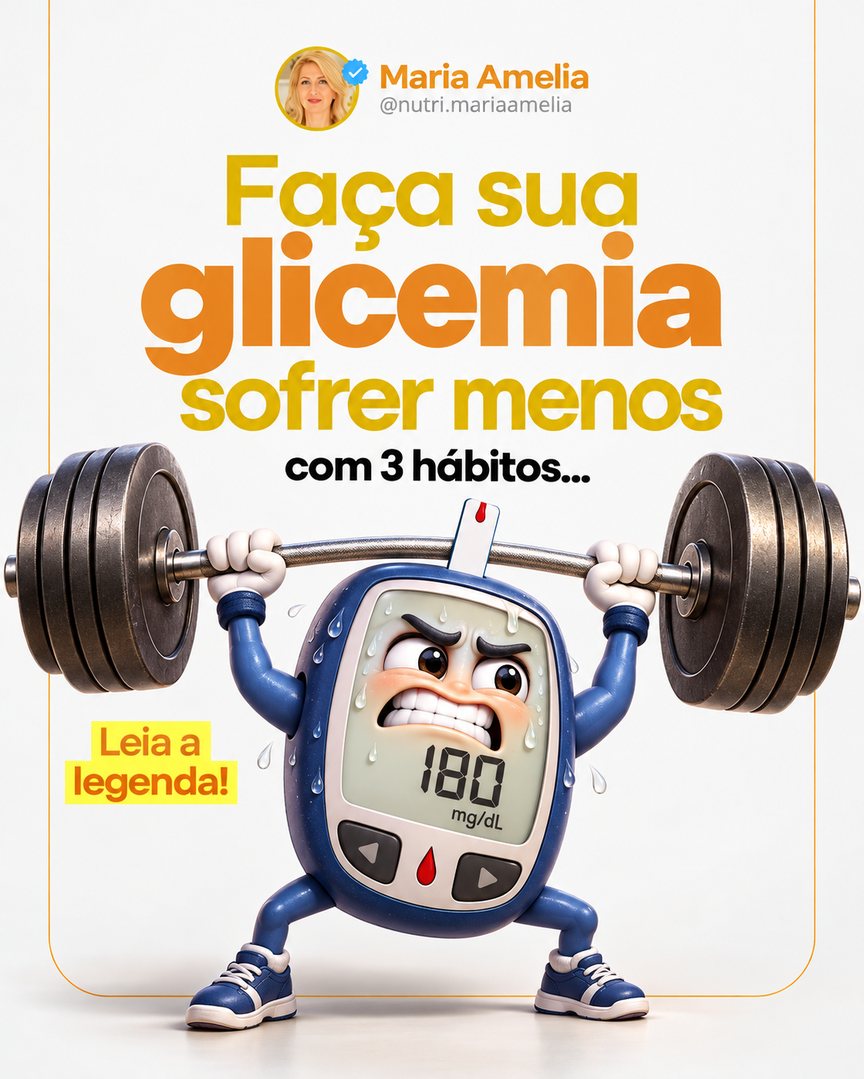 Maria Amelia
@nutri.mariaamelia
Faça sua
glicemia
sofrer menos
com 3 hábitos...
Leia a
legenda!
180
mg/dL